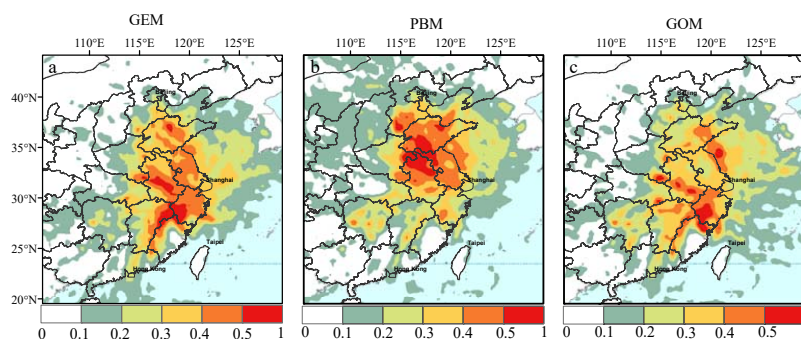 GEM
PBM
GOM
110°E 115°E 120°E 125°E
110°E 115°E 120°E 125°E
110°E 115°E 120°E 125°E
a
b
c
40°N
35°N
30°N
25°N
20°N
Beijing
Shanghai
Taipei
Hong Kong
Beijing
Shanghai
Taipei
Hong Kong
Beijing
Shanghai
Taipei
Hong Kong
0 0.1 0.2 0.3 0.4 0.5 1
0 0.1 0.2 0.3 0.4 0.5 1
0 0.1 0.2 0.3 0.4 0.5